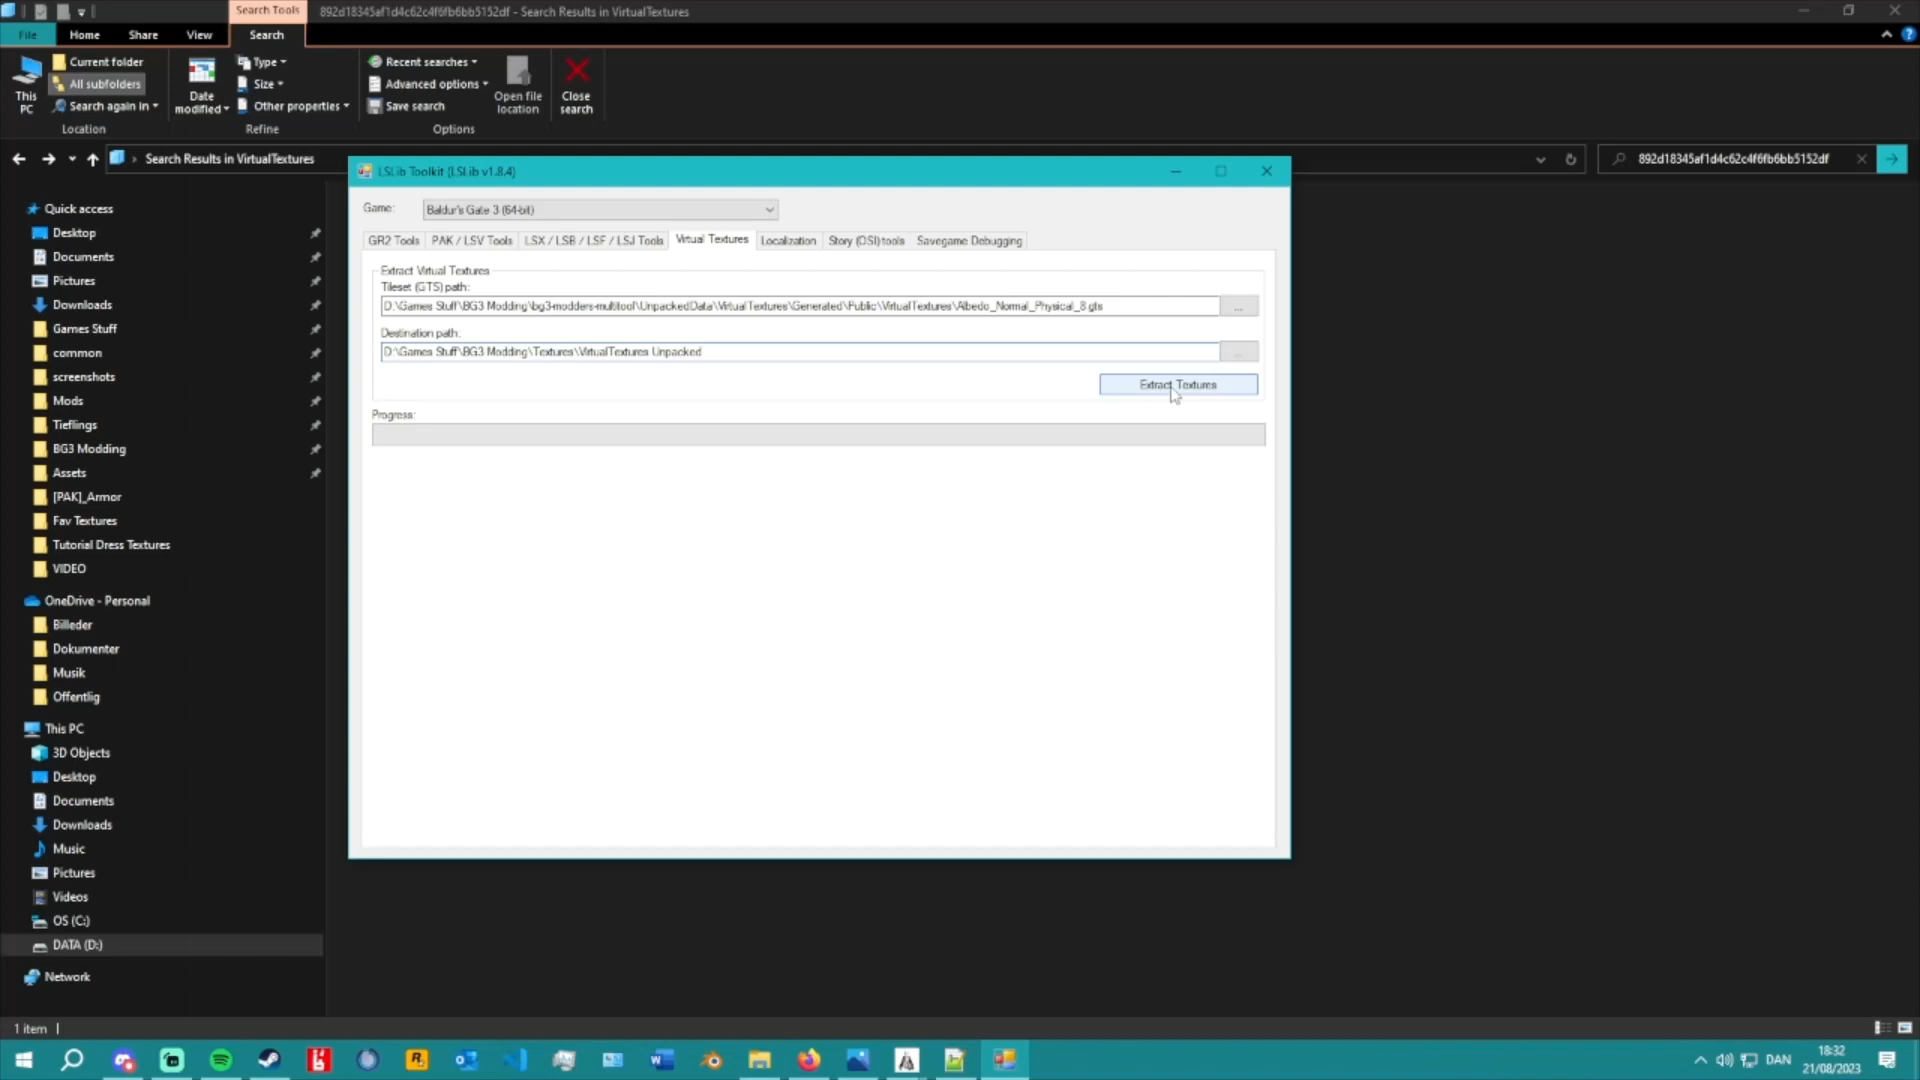 Search Tools
892d18345af1d4c62c4f6fb6bb5152df - Search Results in VirtualTextures
File
Home
Share
View
Search
This PC
Current folder
All subfolders
Search again in
Location
Date modified
Type
Size
Other properties
Refine
Recent searches
Advanced options
Save search
Options
Open file location
Close search
Search Results in VirtualTextures
892d18345af1d4c62c4f6fb6bb5152df
LSLib Toolkit (LSLib v1.8.4)
Game:
Baldur's Gate 3 (64-bit)
GR2 Tools
PAK / LSV Tools
LSX / LSB / LSF / LSJ Tools
Virtual Textures
Localization
Story (OSI) tools
Savegame Debugging
Extract Virtual Textures
Tileset (GTS) path:
D:\Games Stuff\BG3 Modding\bg3-modders-multitool\UnpackedData\VirtualTextures\Generated\Public\VirtualTextures\Albedo_Normal_Physical_8.gts
...
Destination path:
D:\Games Stuff\BG3 Modding\Textures\VirtualTextures Unpacked
...
Extract Textures
Progress:
Quick access
Desktop
Documents
Pictures
Downloads
Games Stuff
common
screenshots
Mods
Tieflings
BG3 Modding
Assets
[PAK]_Armor
Fav Textures
Tutorial Dress Textures
VIDEO
OneDrive - Personal
Billeder
Dokumenter
Musik
Offentlig
This PC
3D Objects
Desktop
Documents
Downloads
Music
Pictures
Videos
OS (C:)
DATA (D:)
Network
1 item
DAN
18:32
21/08/2023